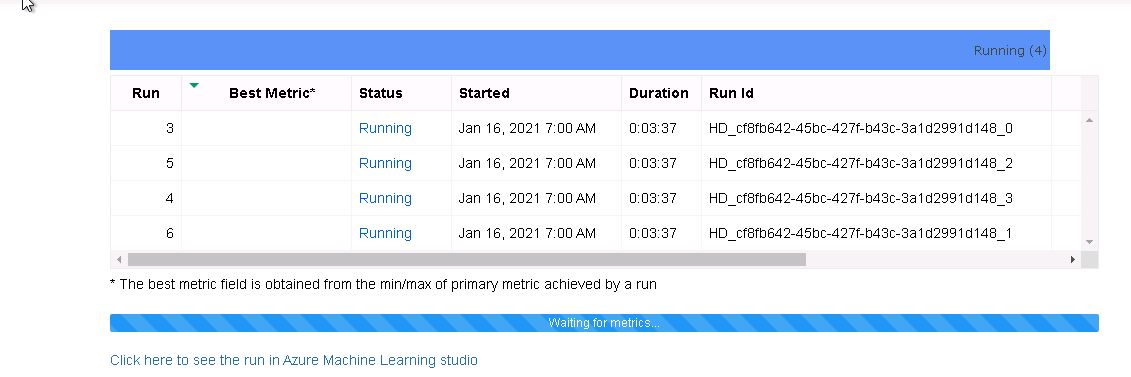 Running (4)
Run Best Metric* Status Started Duration Run Id
3 Running Jan 16, 2021 7:00 AM 0:03:37 HD_cf8fb642-45bc-427f-b43c-3a1d2991d148_0
5 Running Jan 16, 2021 7:00 AM 0:03:37 HD_cf8fb642-45bc-427f-b43c-3a1d2991d148_2
4 Running Jan 16, 2021 7:00 AM 0:03:37 HD_cf8fb642-45bc-427f-b43c-3a1d2991d148_3
6 Running Jan 16, 2021 7:00 AM 0:03:37 HD_cf8fb642-45bc-427f-b43c-3a1d2991d148_1
* The best metric field is obtained from the min/max of primary metric achieved by a run
Waiting for metrics...
Click here to see the run in Azure Machine Learning studio